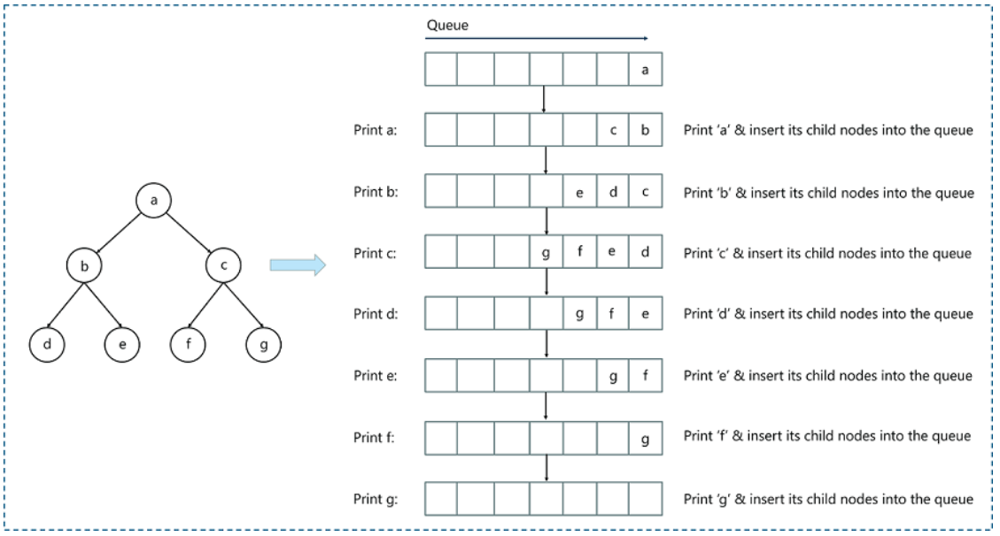 Queue
a
Print a:
c b
Print 'a' & insert its child nodes into the queue
Print b:
e d c
Print 'b' & insert its child nodes into the queue
a
b
c
d
e
f
g
Print c:
g f e d
Print 'c' & insert its child nodes into the queue
Print d:
g f e
Print 'd' & insert its child nodes into the queue
Print e:
g f
Print 'e' & insert its child nodes into the queue
Print f:
g
Print 'f' & insert its child nodes into the queue
Print g:
Print 'g' & insert its child nodes into the queue